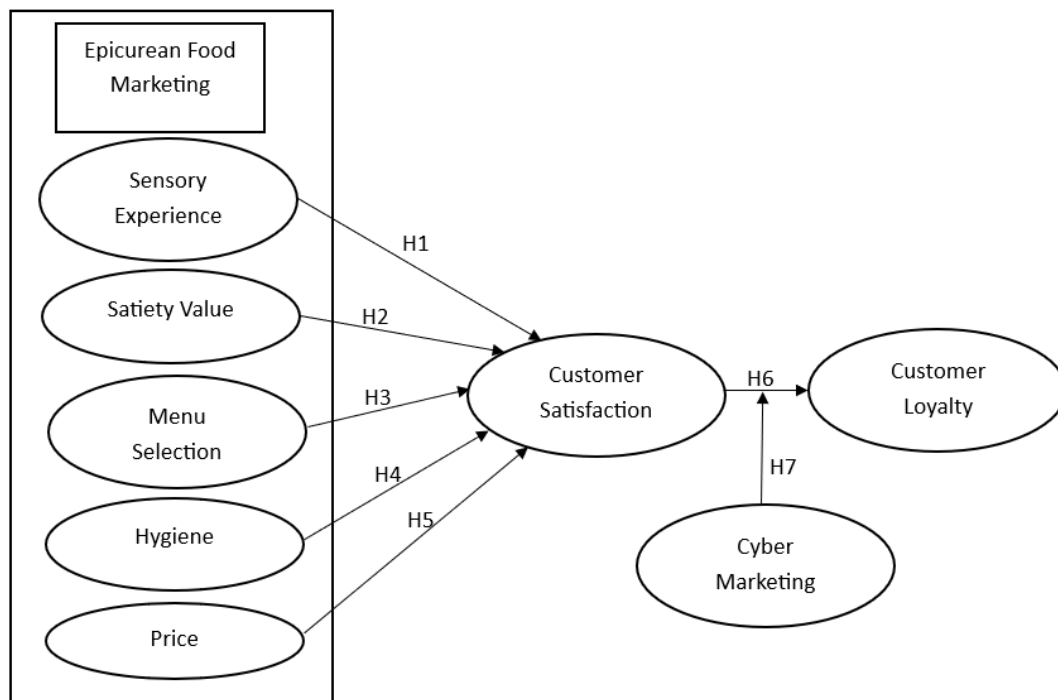 Epicurean Food
Marketing
Sensory
Experience
H1
Satiety Value
H2
Menu
Selection
H3
Hygiene
H4
Price
H5
Customer
Satisfaction
H6
Customer
Loyalty
H7
Cyber
Marketing